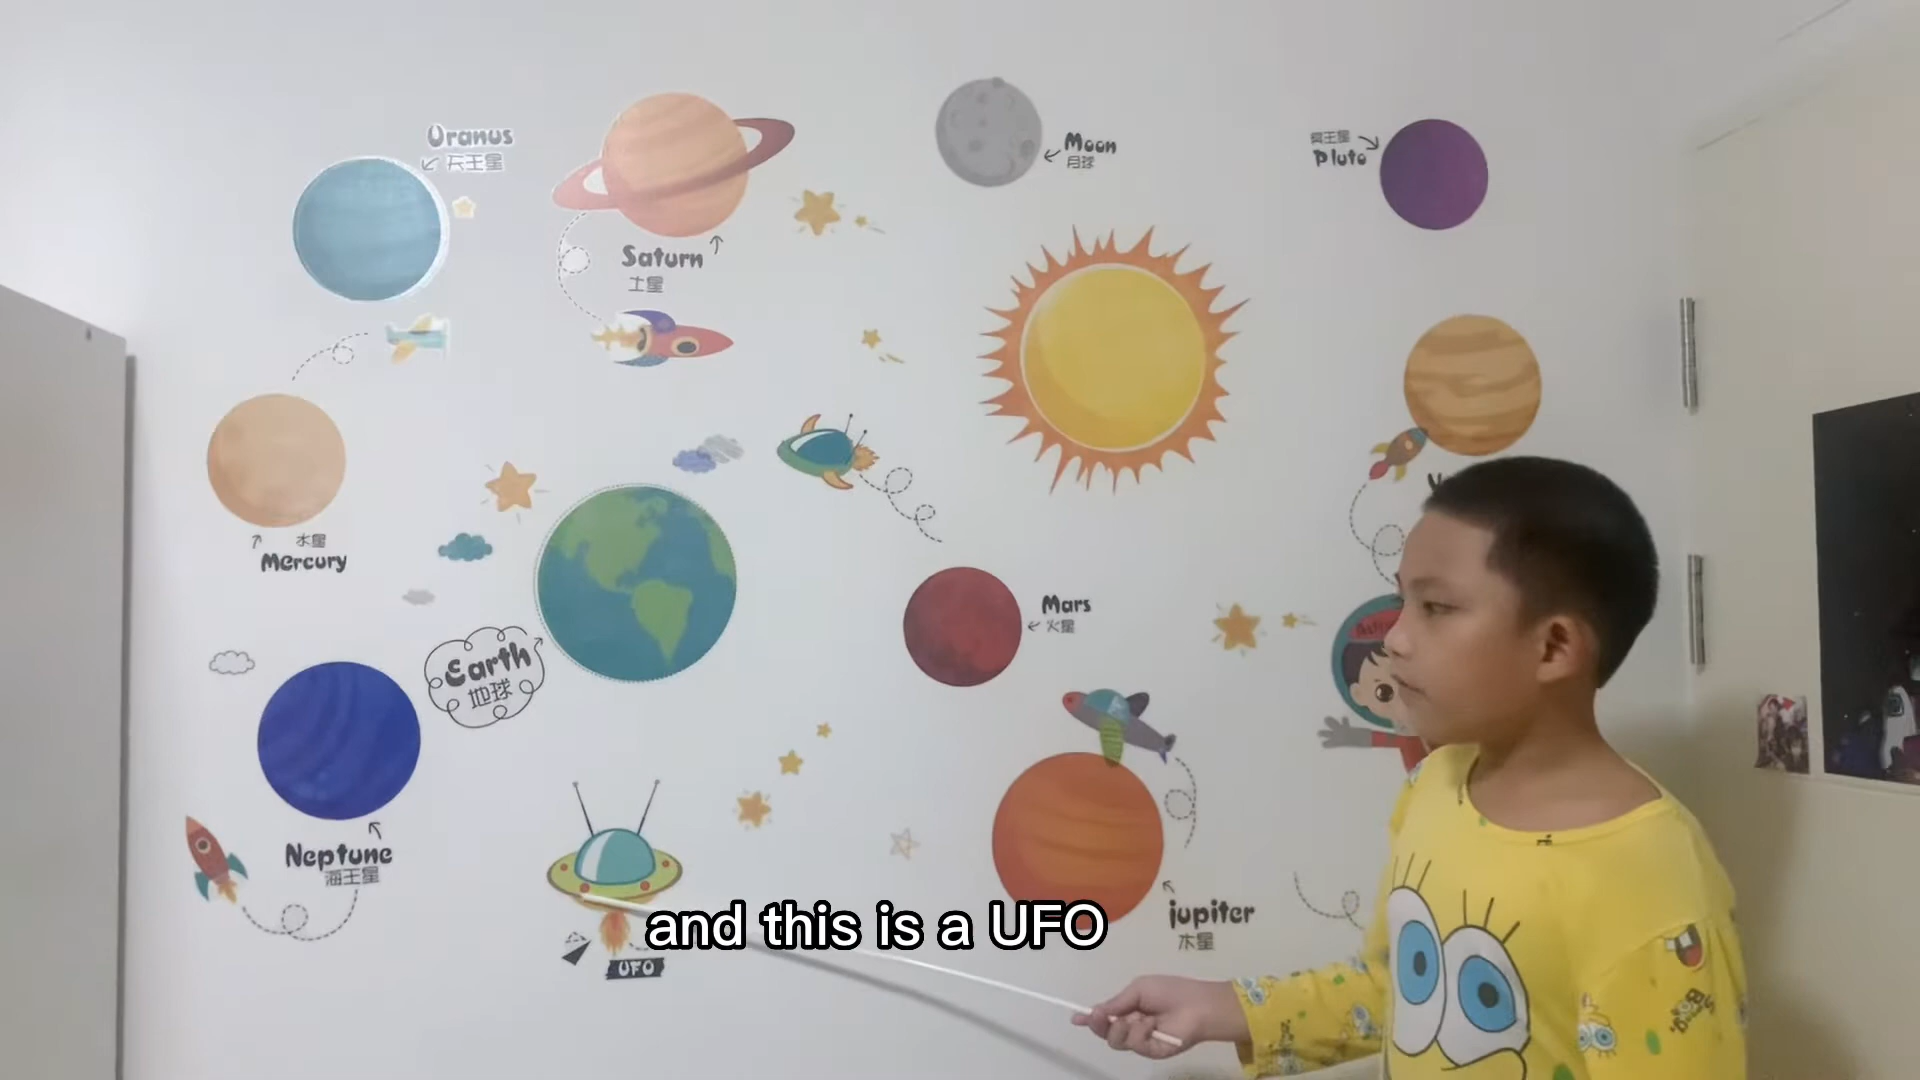 Uranus
天王星
Saturn
土星
Moon
月球
冥王星
Pluto
水星
Mercury
Earth
地球
Mars
火星
Neptune
海王星
jupiter
木星
and this is a UFO
UFO